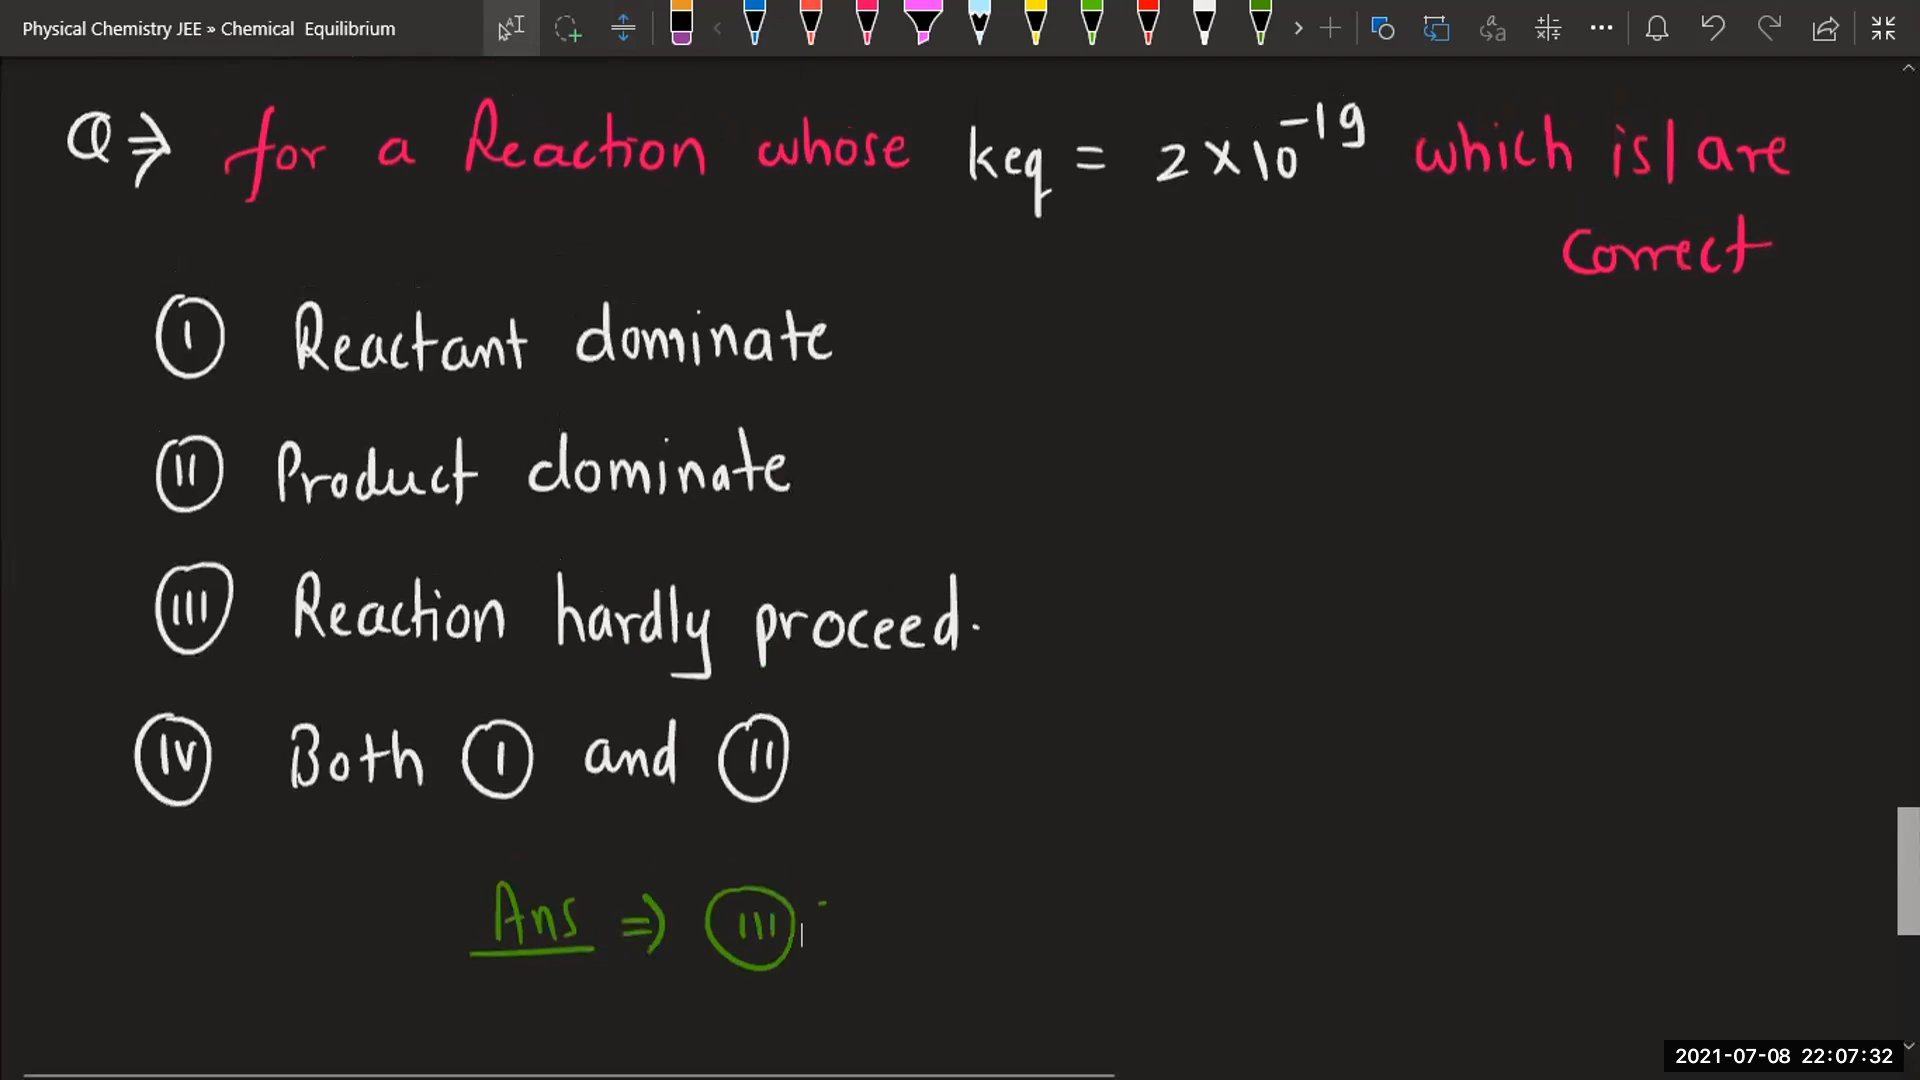 Physical Chemistry JEE » Chemical Equilibrium
Q⇒ for a Reaction whose keq = 2×10⁻¹⁹ which is/are
correct
(I) Reactant dominate
(II) Product dominate
(III) Reaction hardly proceed.
(IV) Both (I) and (II)
Ans ⇒ (III)
2021-07-08 22:07:32